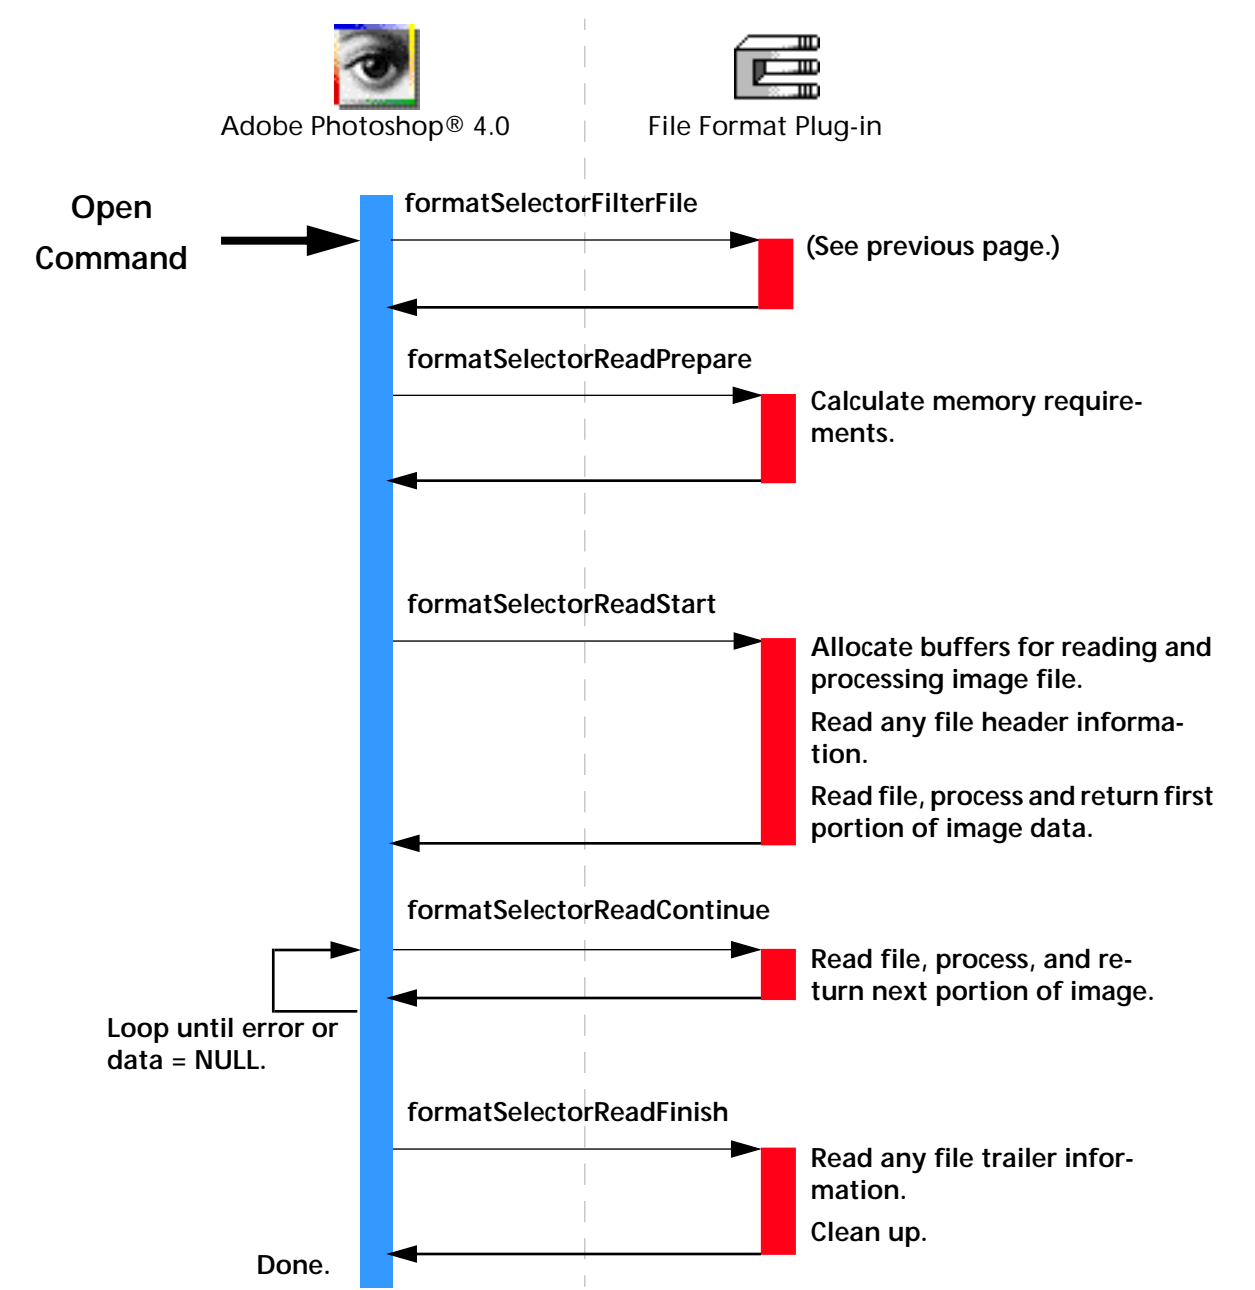 Adobe Photoshop® 4.0
File Format Plug-in
Open
Command
formatSelectorFilterFile
(See previous page.)
formatSelectorReadPrepare
Calculate memory require-
ments.
formatSelectorReadStart
Allocate buffers for reading and
processing image file.
Read any file header informa-
tion.
Read file, process and return first
portion of image data.
formatSelectorReadContinue
Read file, process, and re-
turn next portion of image.
Loop until error or
data = NULL.
formatSelectorReadFinish
Read any file trailer infor-
mation.
Clean up.
Done.